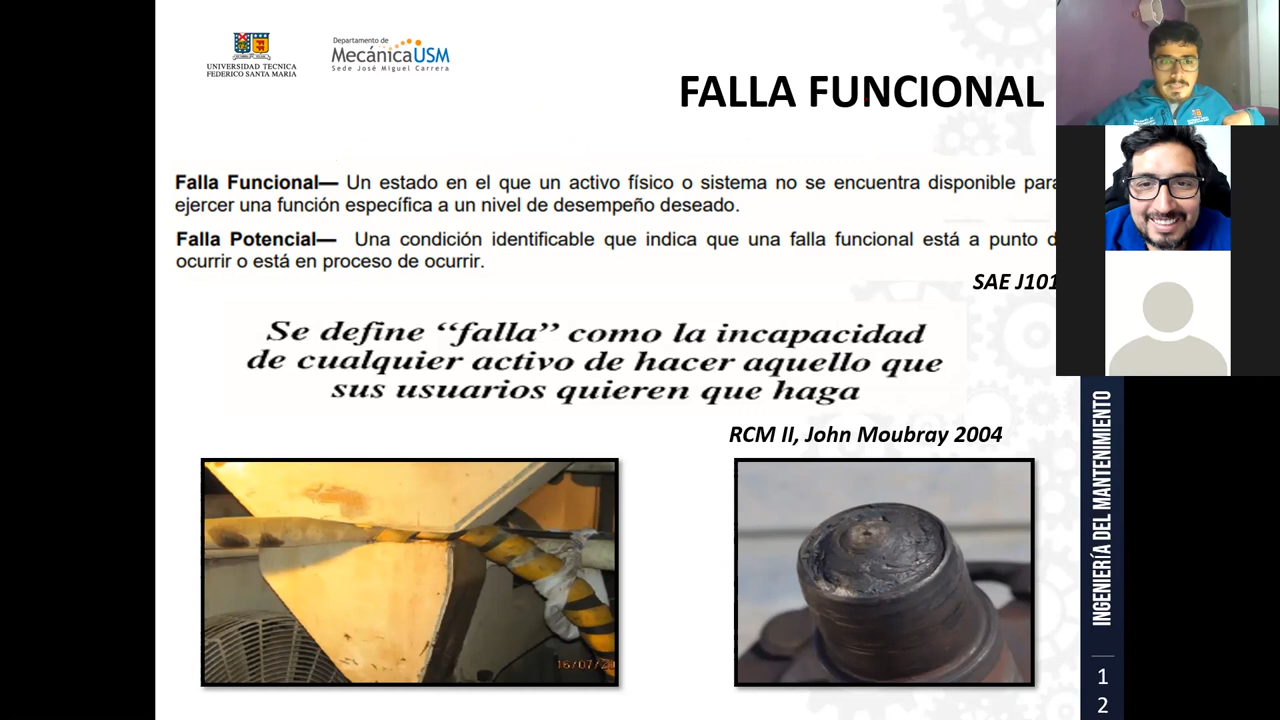 UNIVERSIDAD TECNICA
FEDERICO SANTA MARIA
Departamento de
MecánicaUSM
Sede José Miguel Carrera
FALLA FUNCIONAL
Falla Funcional— Un estado en el que un activo físico o sistema no se encuentra disponible para
ejercer una función específica a un nivel de desempeño deseado.
Falla Potencial— Una condición identificable que indica que una falla funcional está a punto d
ocurrir o está en proceso de ocurrir.
SAE J101
Se define “falla” como la incapacidad
de cualquier activo de hacer aquello que
sus usuarios quieren que haga
RCM II, John Moubray 2004
16/07/20
INGENIERÍA DEL MANTENIMIENTO
1
2